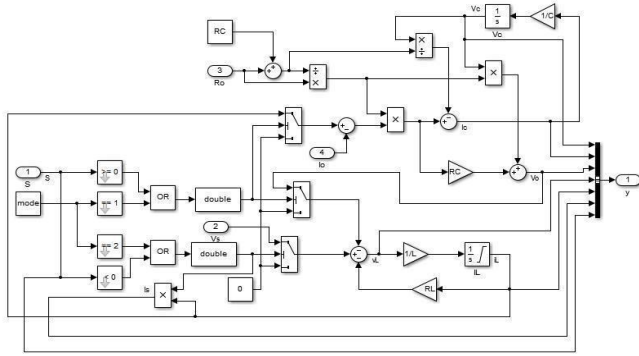 Vc
1
s
Vc
1/C
RC
3
Ro
Ic
4
Io
RC
Vo
1
S
S
>= 0
== 1
OR
double
mode
2
Vs
== 2
< 0
OR
double
0
Is
vL
1/L
1
s
iL
iL
RL
1
y